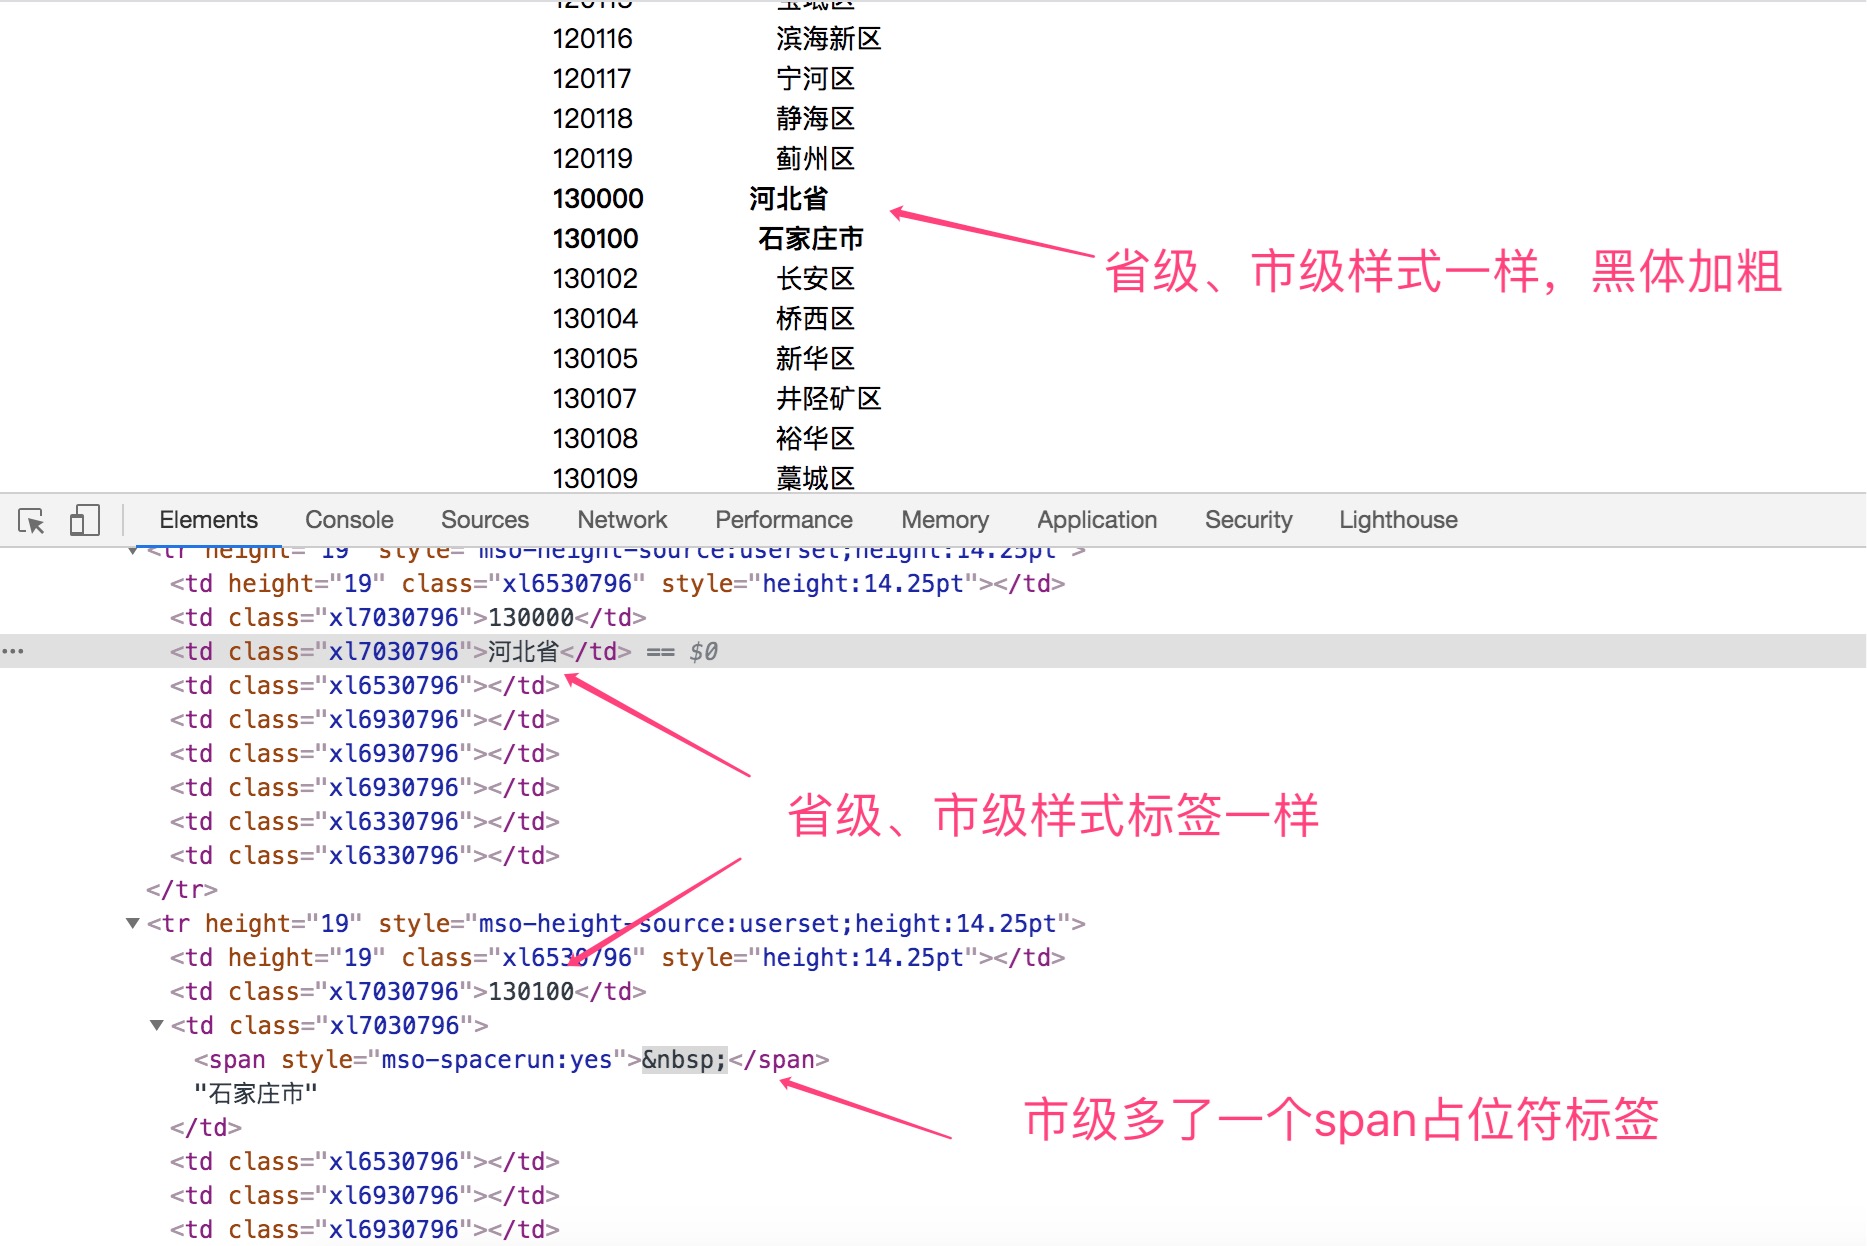 120116 滨海新区
120117 宁河区
120118 静海区
120119 蓟州区
130000 河北省
130100 石家庄市
省级、市级样式一样，黑体加粗
130102 长安区
130104 桥西区
130105 新华区
130107 井陉矿区
130108 裕华区
130109 藁城区
Elements Console Sources Network Performance Memory Application Security Lighthouse
<tr height="19" style="mso-height-source:userset;height:14.25pt">
<td height="19" class="xl6530796" style="height:14.25pt"></td>
<td class="xl7030796">130000</td>
<td class="xl7030796">河北省</td> == $0
<td class="xl6530796"></td>
<td class="xl6930796"></td>
<td class="xl6930796"></td>
<td class="xl6930796"></td>
<td class="xl6330796"></td>
<td class="xl6330796"></td>
省级、市级样式标签一样
</tr>
<tr height="19" style="mso-height-source:userset;height:14.25pt">
<td height="19" class="xl6530796" style="height:14.25pt"></td>
<td class="xl7030796">130100</td>
<td class="xl7030796">
<span style="mso-spacerun:yes">&nbsp;</span>
"石家庄市"
市级多了一个span占位符标签
</td>
<td class="xl6530796"></td>
<td class="xl6930796"></td>
<td class="xl6930796"></td>